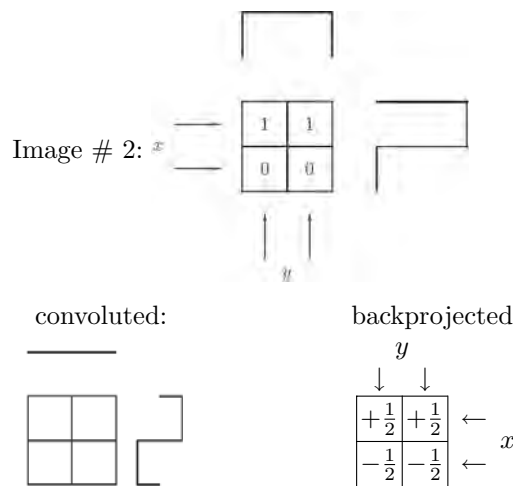 1 1
Image # 2: x
0 0
y
convoluted: backprojected
y
+1/2 +1/2
x
-1/2 -1/2